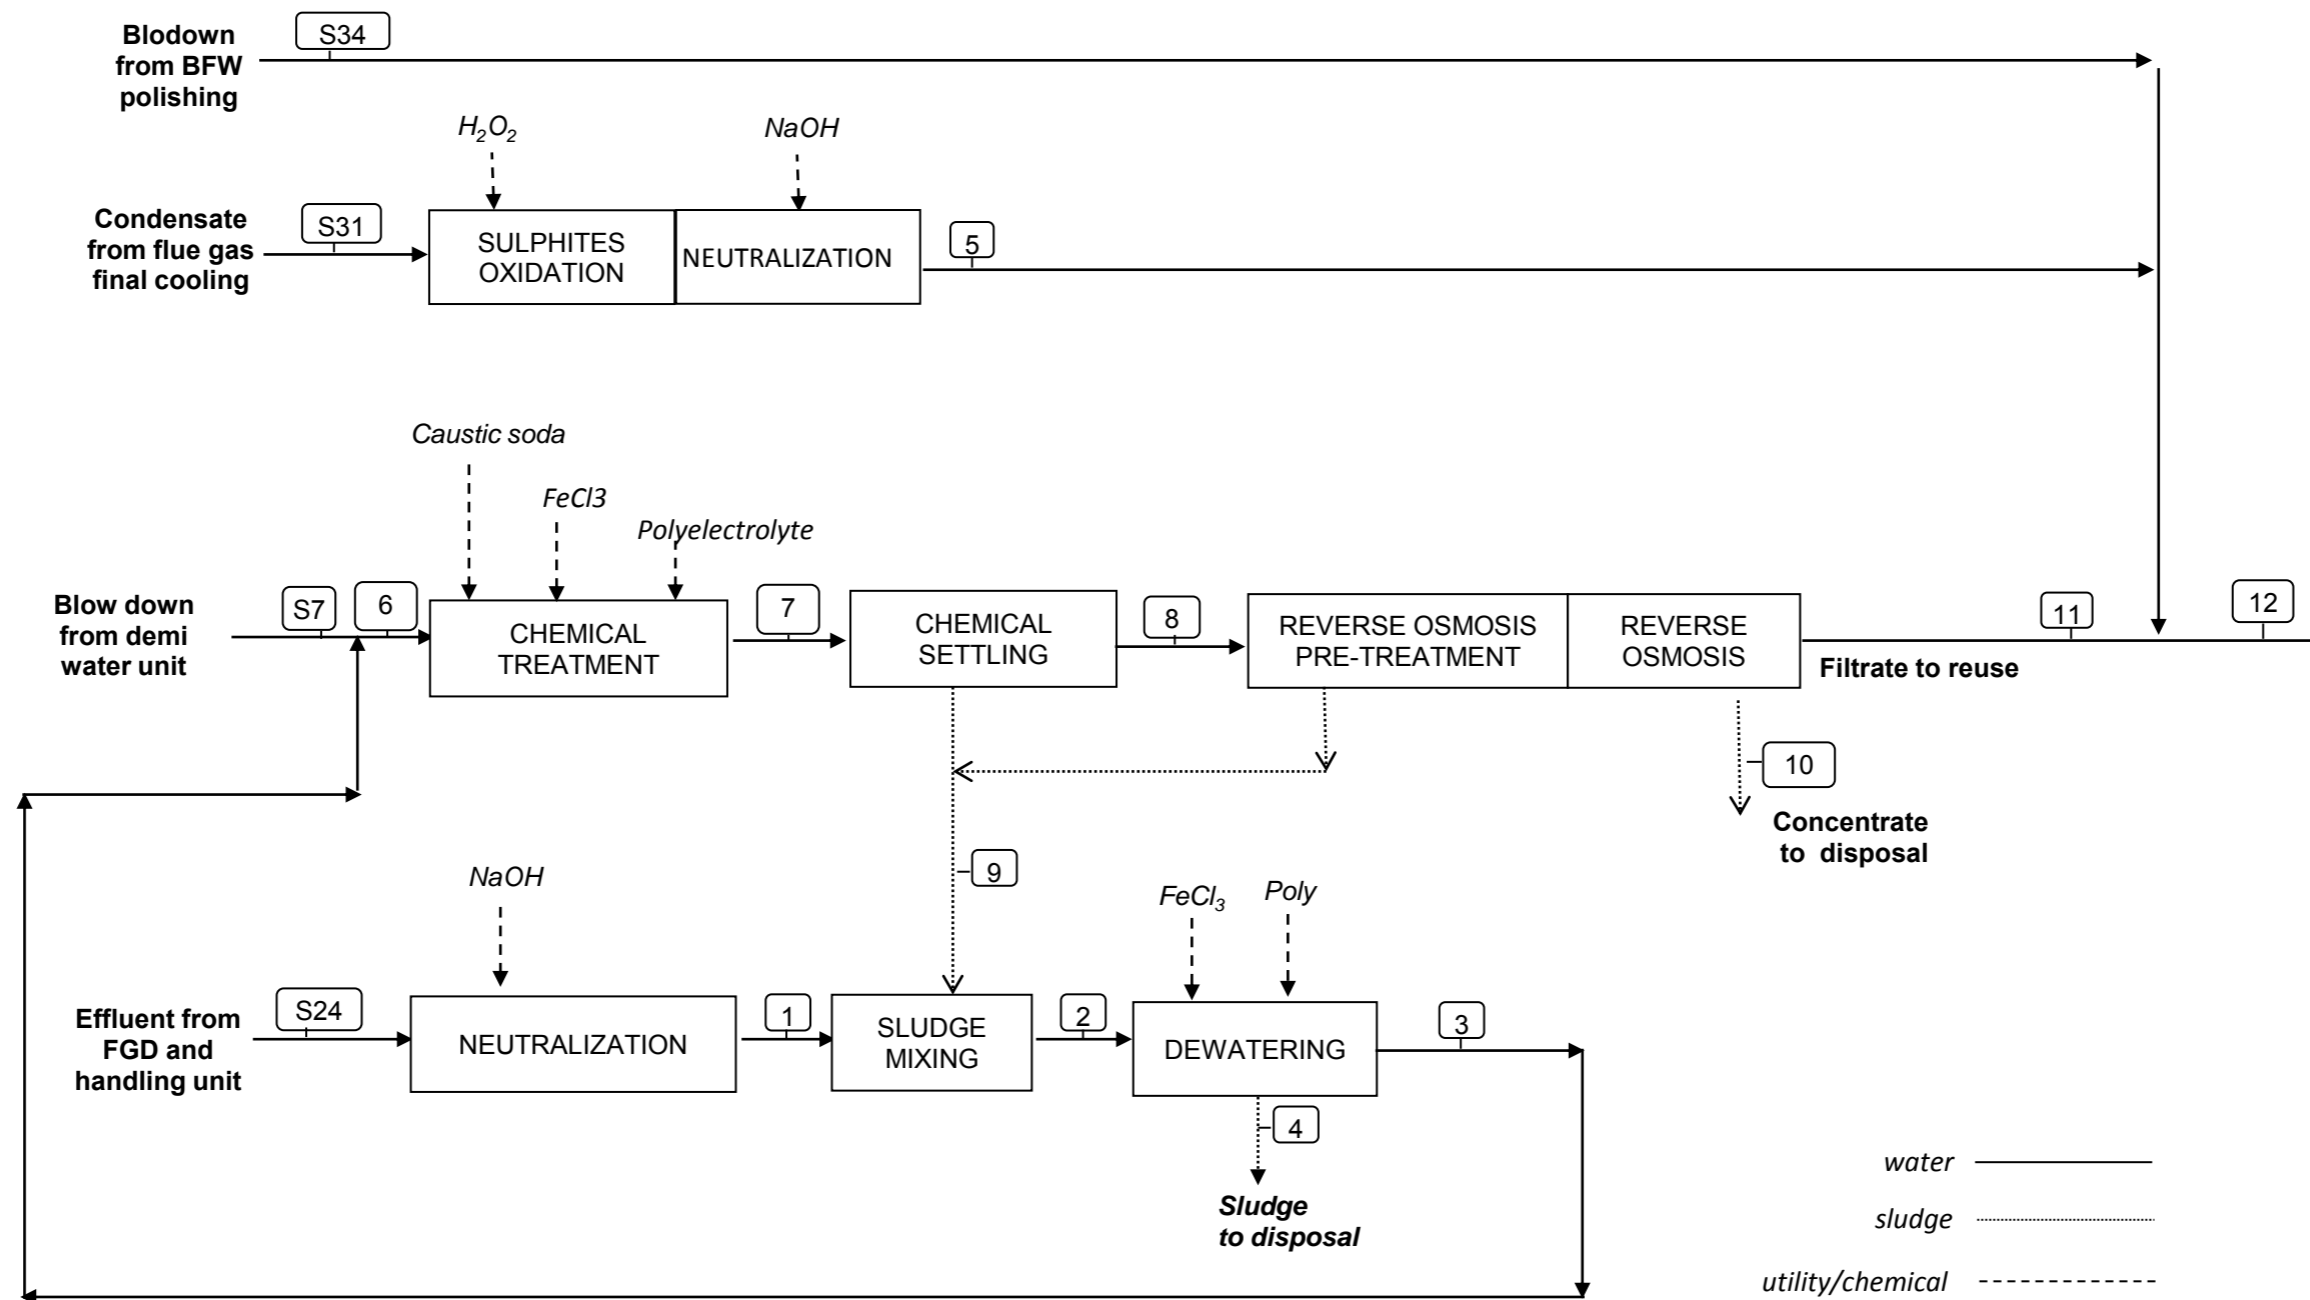 Blodown
from BFW
polishing
S34
H2O2
NaOH
Condensate
from flue gas
final cooling
S31
SULPHITES
OXIDATION
NEUTRALIZATION
5
Caustic soda
FeCl3
Polyelectrolyte
Blow down
from demi
water unit
S7
6
CHEMICAL
TREATMENT
7
CHEMICAL
SETTLING
8
REVERSE OSMOSIS
PRE-TREATMENT
REVERSE
OSMOSIS
11
12
Filtrate to reuse
10
Concentrate
to disposal
9
NaOH
FeCl3
Poly
Effluent from
FGD and
handling unit
S24
NEUTRALIZATION
1
SLUDGE
MIXING
2
DEWATERING
3
4
Sludge
to disposal
water
sludge
utility/chemical